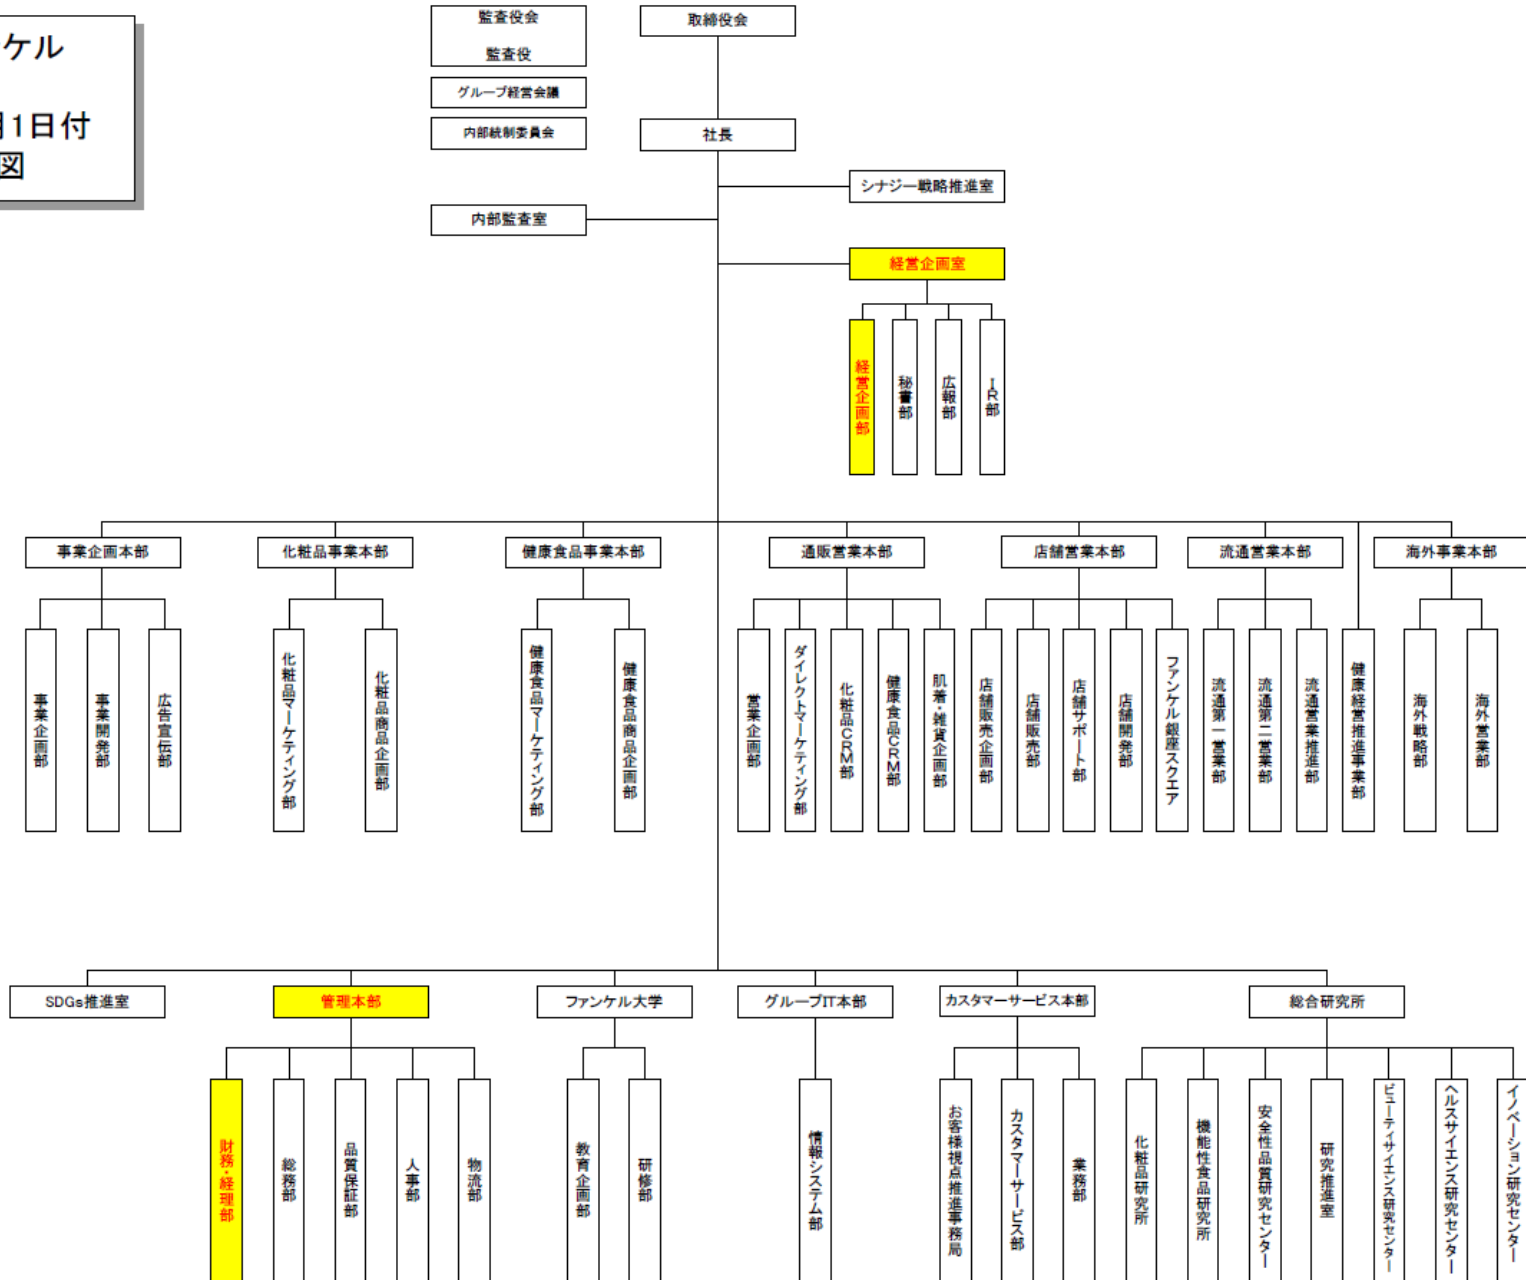 ケル
月1日付
図
監査役会
監査役
グループ経営会議
内部統制委員会
取締役会
社長
シナジー戦略推進室
内部監査室
経営企画室
経営企画部
秘書部
広報部
IR部
事業企画本部
化粧品事業本部
健康食品事業本部
通販営業本部
店舗営業本部
流通営業本部
海外事業本部
事業企画部
事業開発部
広告宣伝部
化粧品マーケティング部
化粧品商品企画部
健康食品マーケティング部
健康食品商品企画部
営業企画部
ダイレクトマーケティング部
化粧品CRM部
健康食品CRM部
肌着・雑貨企画部
店舗販売企画部
店舗販売部
店舗サポート部
店舗開発部
ファンケル銀座スクエア
流通第一営業部
流通第二営業部
流通営業推進部
健康経営推進事業部
海外戦略部
海外営業部
SDGs推進室
管理本部
ファンケル大学
グループIT本部
カスタマーサービス本部
総合研究所
財務・経理部
総務部
品質保証部
人事部
物流部
教育企画部
研修部
情報システム部
お客様視点推進事務局
カスタマーサービス部
業務部
化粧品研究所
機能性食品研究所
安全性品質研究センター
研究推進室
ビューティサイエンス研究センター
ヘルスサイエンス研究センター
イノベーション研究センター